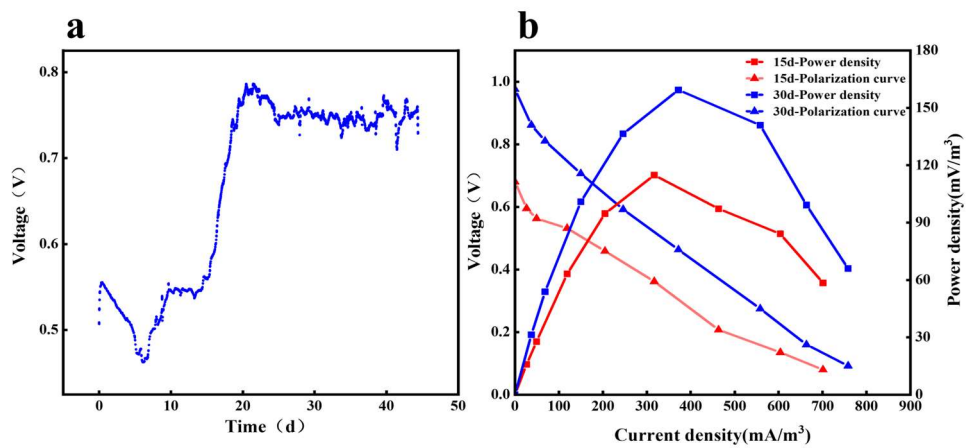 a
0.8
0.7
0.6
0.5
Voltage（V）
0 10 20 30 40 50
Time（d）
b
1.0
0.8
0.6
0.4
0.2
0.0
Voltage（V）
15d-Power density
15d-Polarization curve
30d-Power density
30d-Polarization curve
180
150
120
90
60
30
0
Power density(mV/m³)
0 100 200 300 400 500 600 700 800 900
Current density(mA/m³)